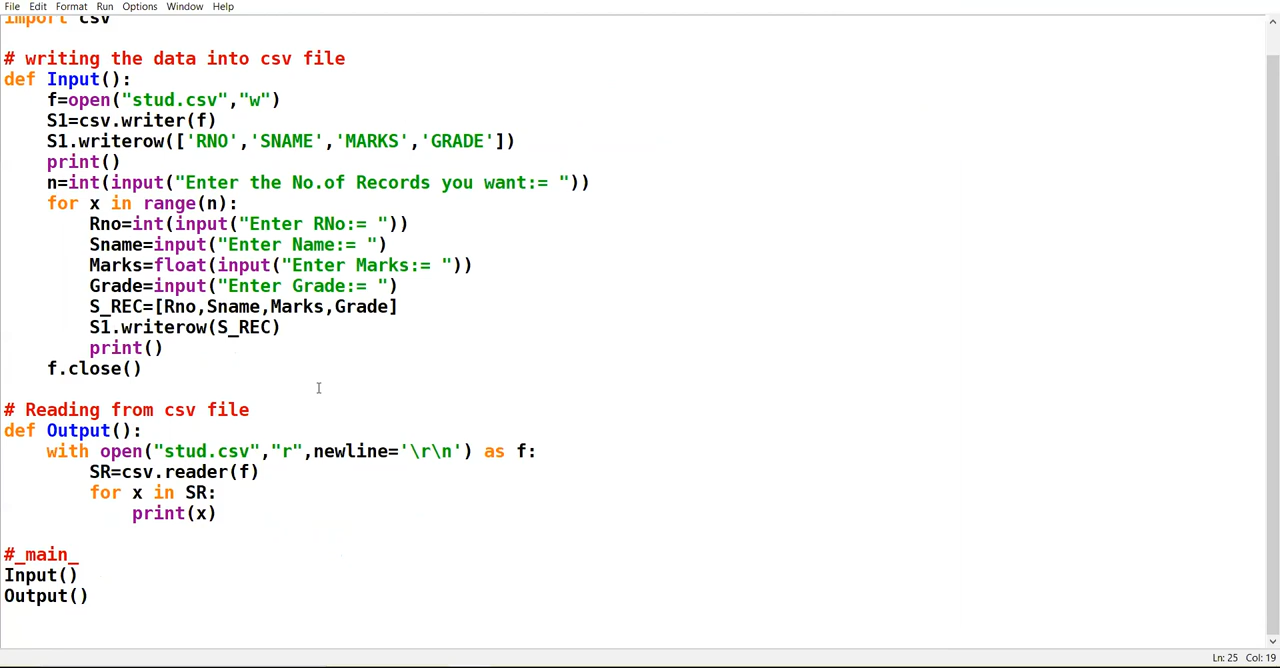 File Edit Format Run Options Window Help
import csv
# writing the data into csv file
def Input():
    f=open("stud.csv","w")
    S1=csv.writer(f)
    S1.writerow(['RNO','SNAME','MARKS','GRADE'])
    print()
    n=int(input("Enter the No.of Records you want:= "))
    for x in range(n):
        Rno=int(input("Enter RNo:= "))
        Sname=input("Enter Name:= ")
        Marks=float(input("Enter Marks:= "))
        Grade=input("Enter Grade:= ")
        S_REC=[Rno,Sname,Marks,Grade]
        S1.writerow(S_REC)
        print()
    f.close()
# Reading from csv file
def Output():
    with open("stud.csv","r",newline='\r\n') as f:
        SR=csv.reader(f)
        for x in SR:
            print(x)
#_main_
Input()
Output()
Ln: 25 Col: 19